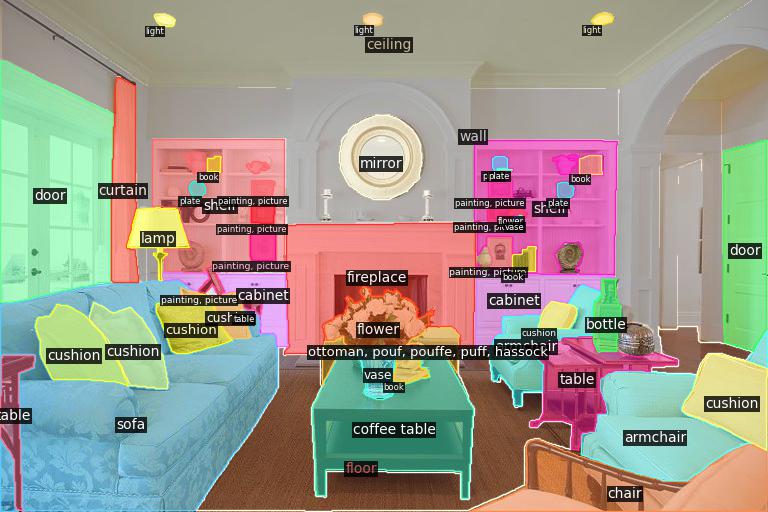 light
light
light
ceiling
wall
mirror
book
plate
shelf
painting, picture
painting, picture
painting, picture
plate
book
plate
shelf
painting, picture
flower
painting, picture
vase
painting, picture
book
door
curtain
lamp
door
fireplace
cabinet
cabinet
painting, picture
cushion
cushion
table
flower
bottle
cushion
armchair
ottoman, pouf, pouffe, puff, hassock
cushion
cushion
vase
book
table
cushion
table
sofa
coffee table
armchair
floor
chair